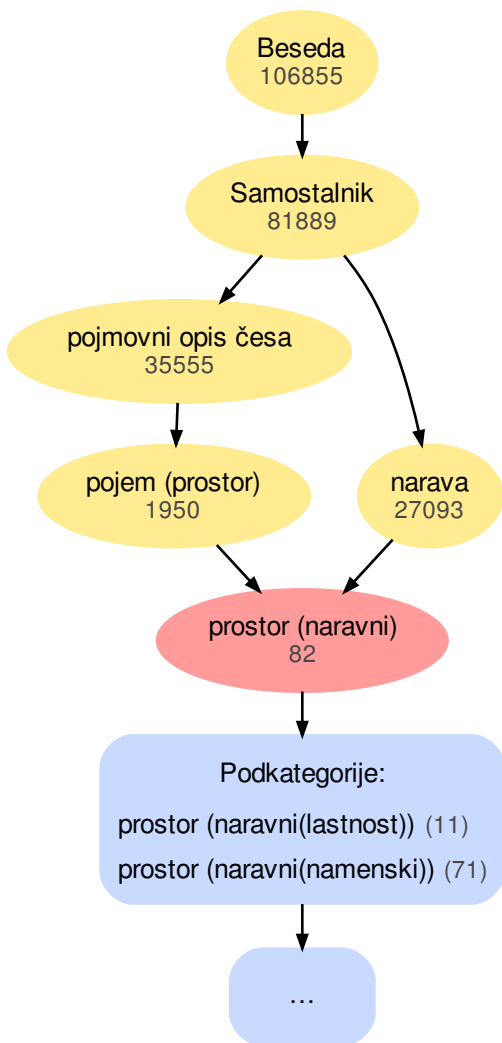 Beseda
106855
Samostalnik
81889
pojmovni opis česa
35555
pojem (prostor)
1950
narava
27093
prostor (naravni)
82
Podkategorije:
prostor (naravni(lastnost)) (11)
prostor (naravni(namenski)) (71)
...